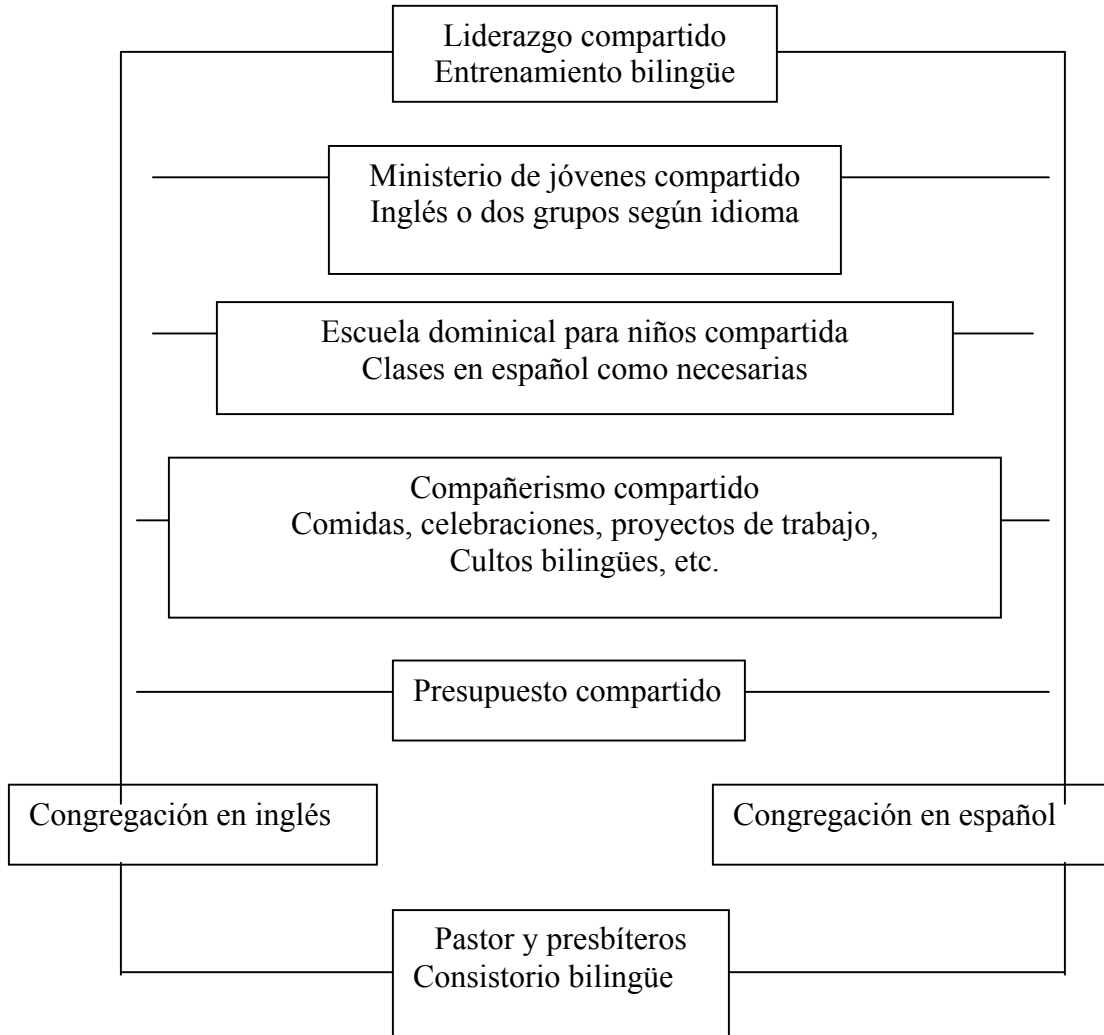 Liderazgo compartido
Entrenamiento bilingüe
Ministerio de jóvenes compartido
Inglés o dos grupos según idioma
Escuela dominical para niños compartida
Clases en español como necesarias
Compañerismo compartido
Comidas, celebraciones, proyectos de trabajo,
Cultos bilingües, etc.
Presupuesto compartido
Congregación en inglés
Congregación en español
Pastor y presbíteros
Consistorio bilingüe